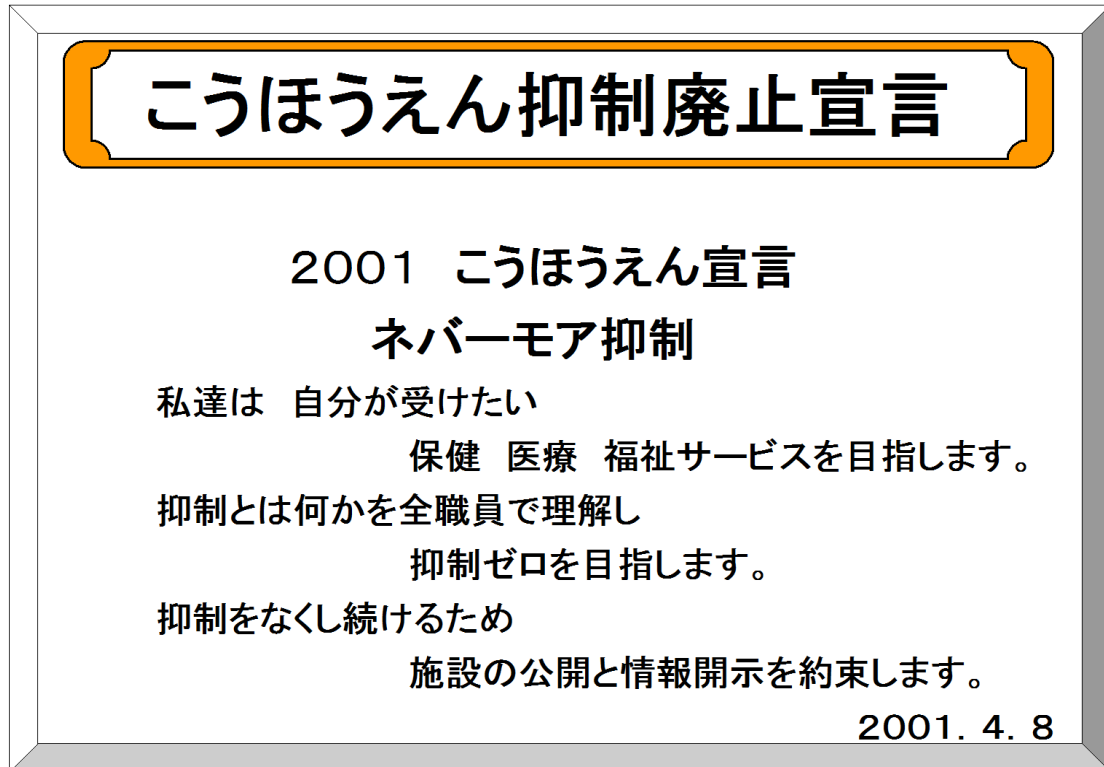 こうほうえん抑制廃止宣言
2001　こうほうえん宣言
ネバーモア抑制
私達は　自分が受けたい
保健　医療　福祉サービスを目指します。
抑制とは何かを全職員で理解し
抑制ゼロを目指します。
抑制をなくし続けるため
施設の公開と情報開示を約束します。
2001. 4. 8